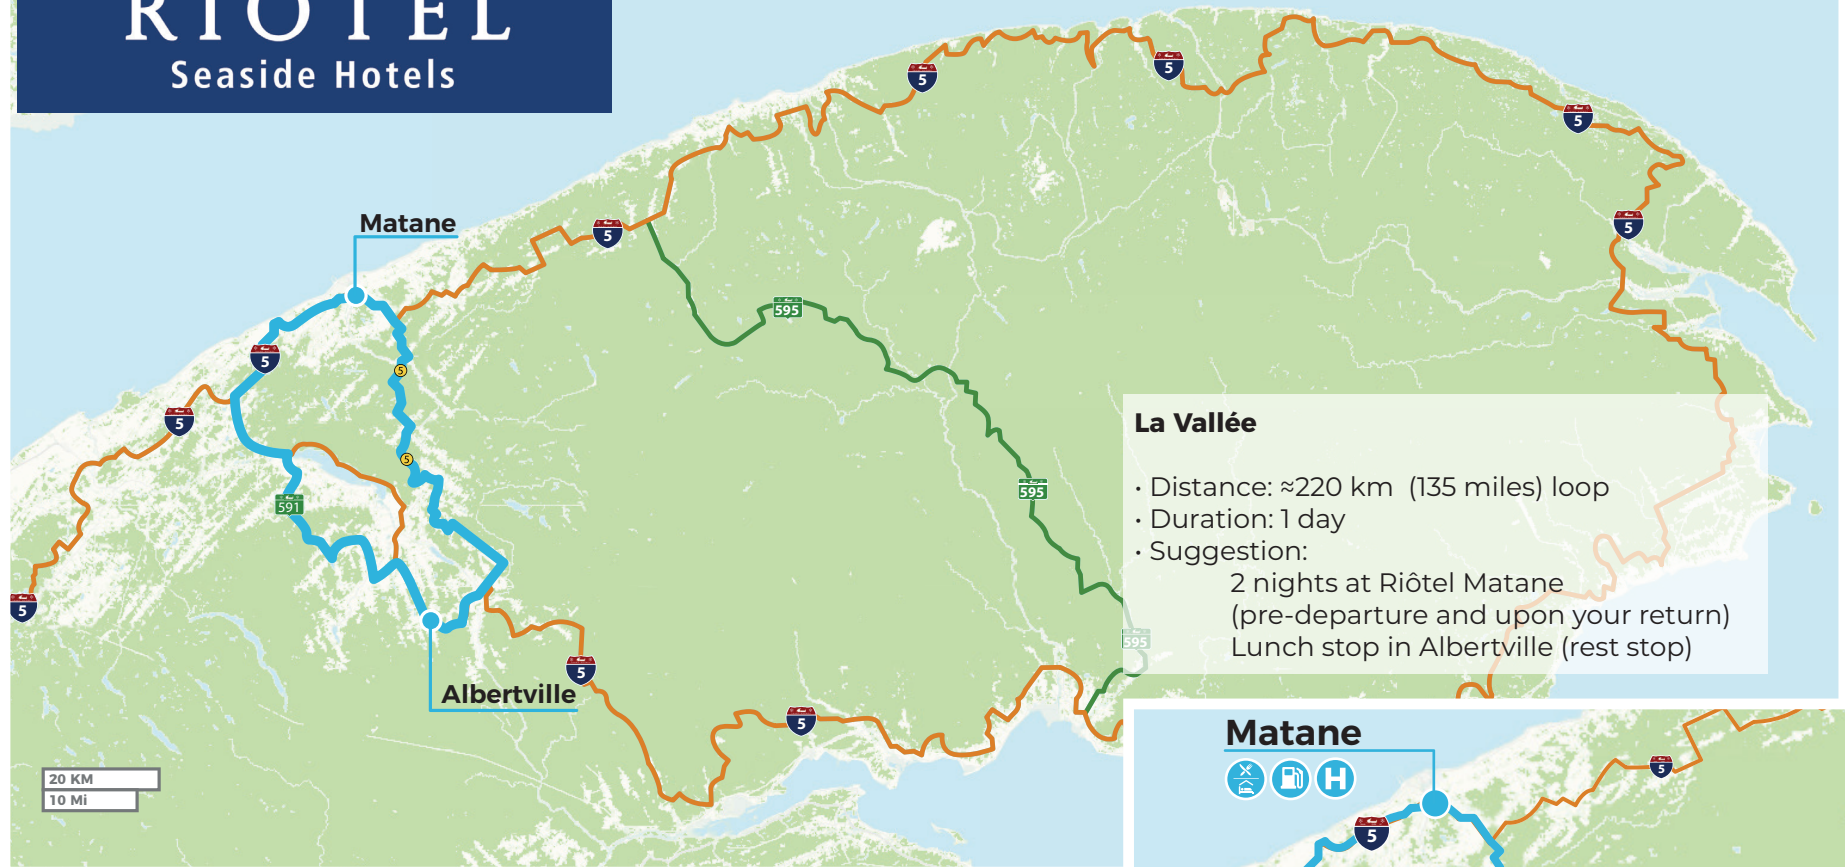 RIÔTEL
Seaside Hotels
5
5
5
5
5
Matane
5
595
5
5
5
5
595
591
5
La Vallée
· Distance: ≈220 km (135 miles) loop
· Duration: 1 day
· Suggestion:
2 nights at Riôtel Matane
(pre-departure and upon your return)
Lunch stop in Albertville (rest stop)
595
5
Albertville
5
20 KM
10 Mi
Matane
H
5
5